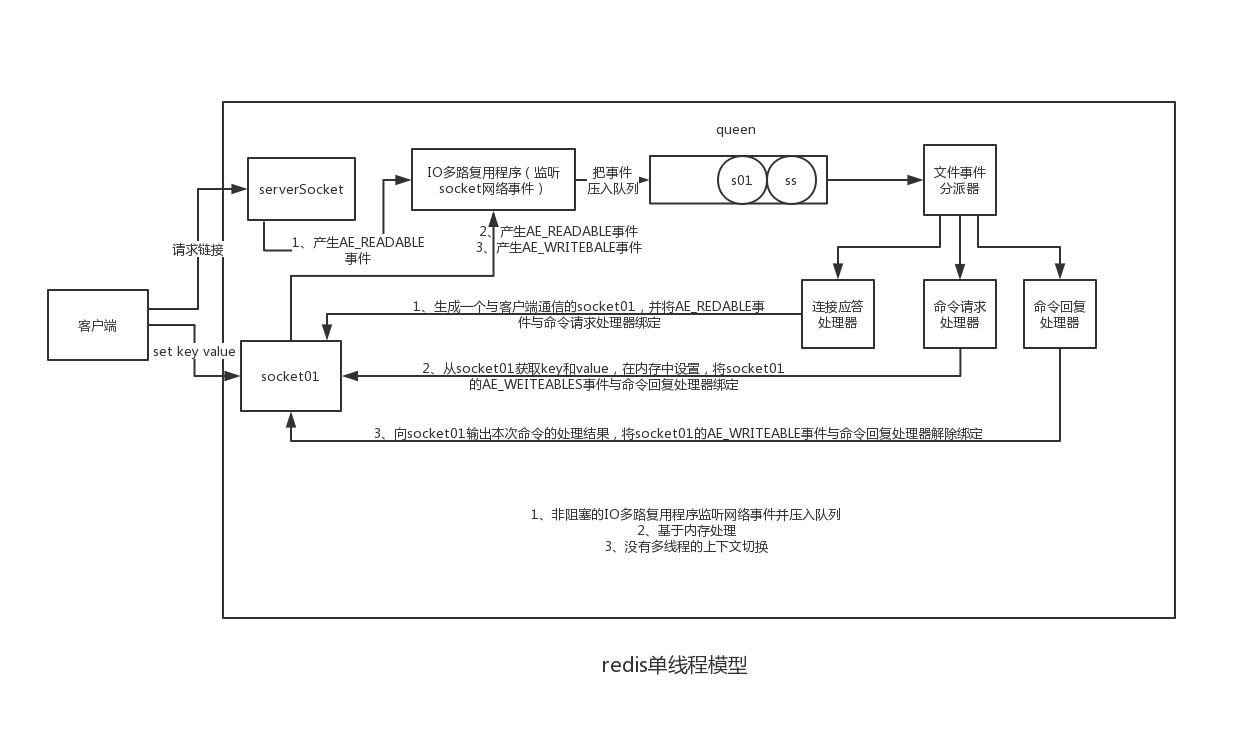 queen
serverSocket
IO多路复用程序（监听
socket网络事件）
把事件
压入队列
s01
ss
文件事件
分派器
请求链接
1、产生AE_READABLE
事件
2、产生AE_READABLE事件
3、产生AE_WRITEBALE事件
客户端
set key value
socket01
连接应答
处理器
命令请求
处理器
命令回复
处理器
1、生成一个与客户端通信的socket01，并将AE_REDABLE事
件与命令请求处理器绑定
2、从socket01获取key和value，在内存中设置，将socket01
的AE_WEITEABLES事件与命令回复处理器绑定
3、向socket01输出本次命令的处理结果，将socket01的AE_WRITEABLE事件与命令回复处理器解除绑定
1、非阻塞的IO多路复用程序监听网络事件并压入队列
2、基于内存处理
3、没有多线程的上下文切换
redis单线程模型